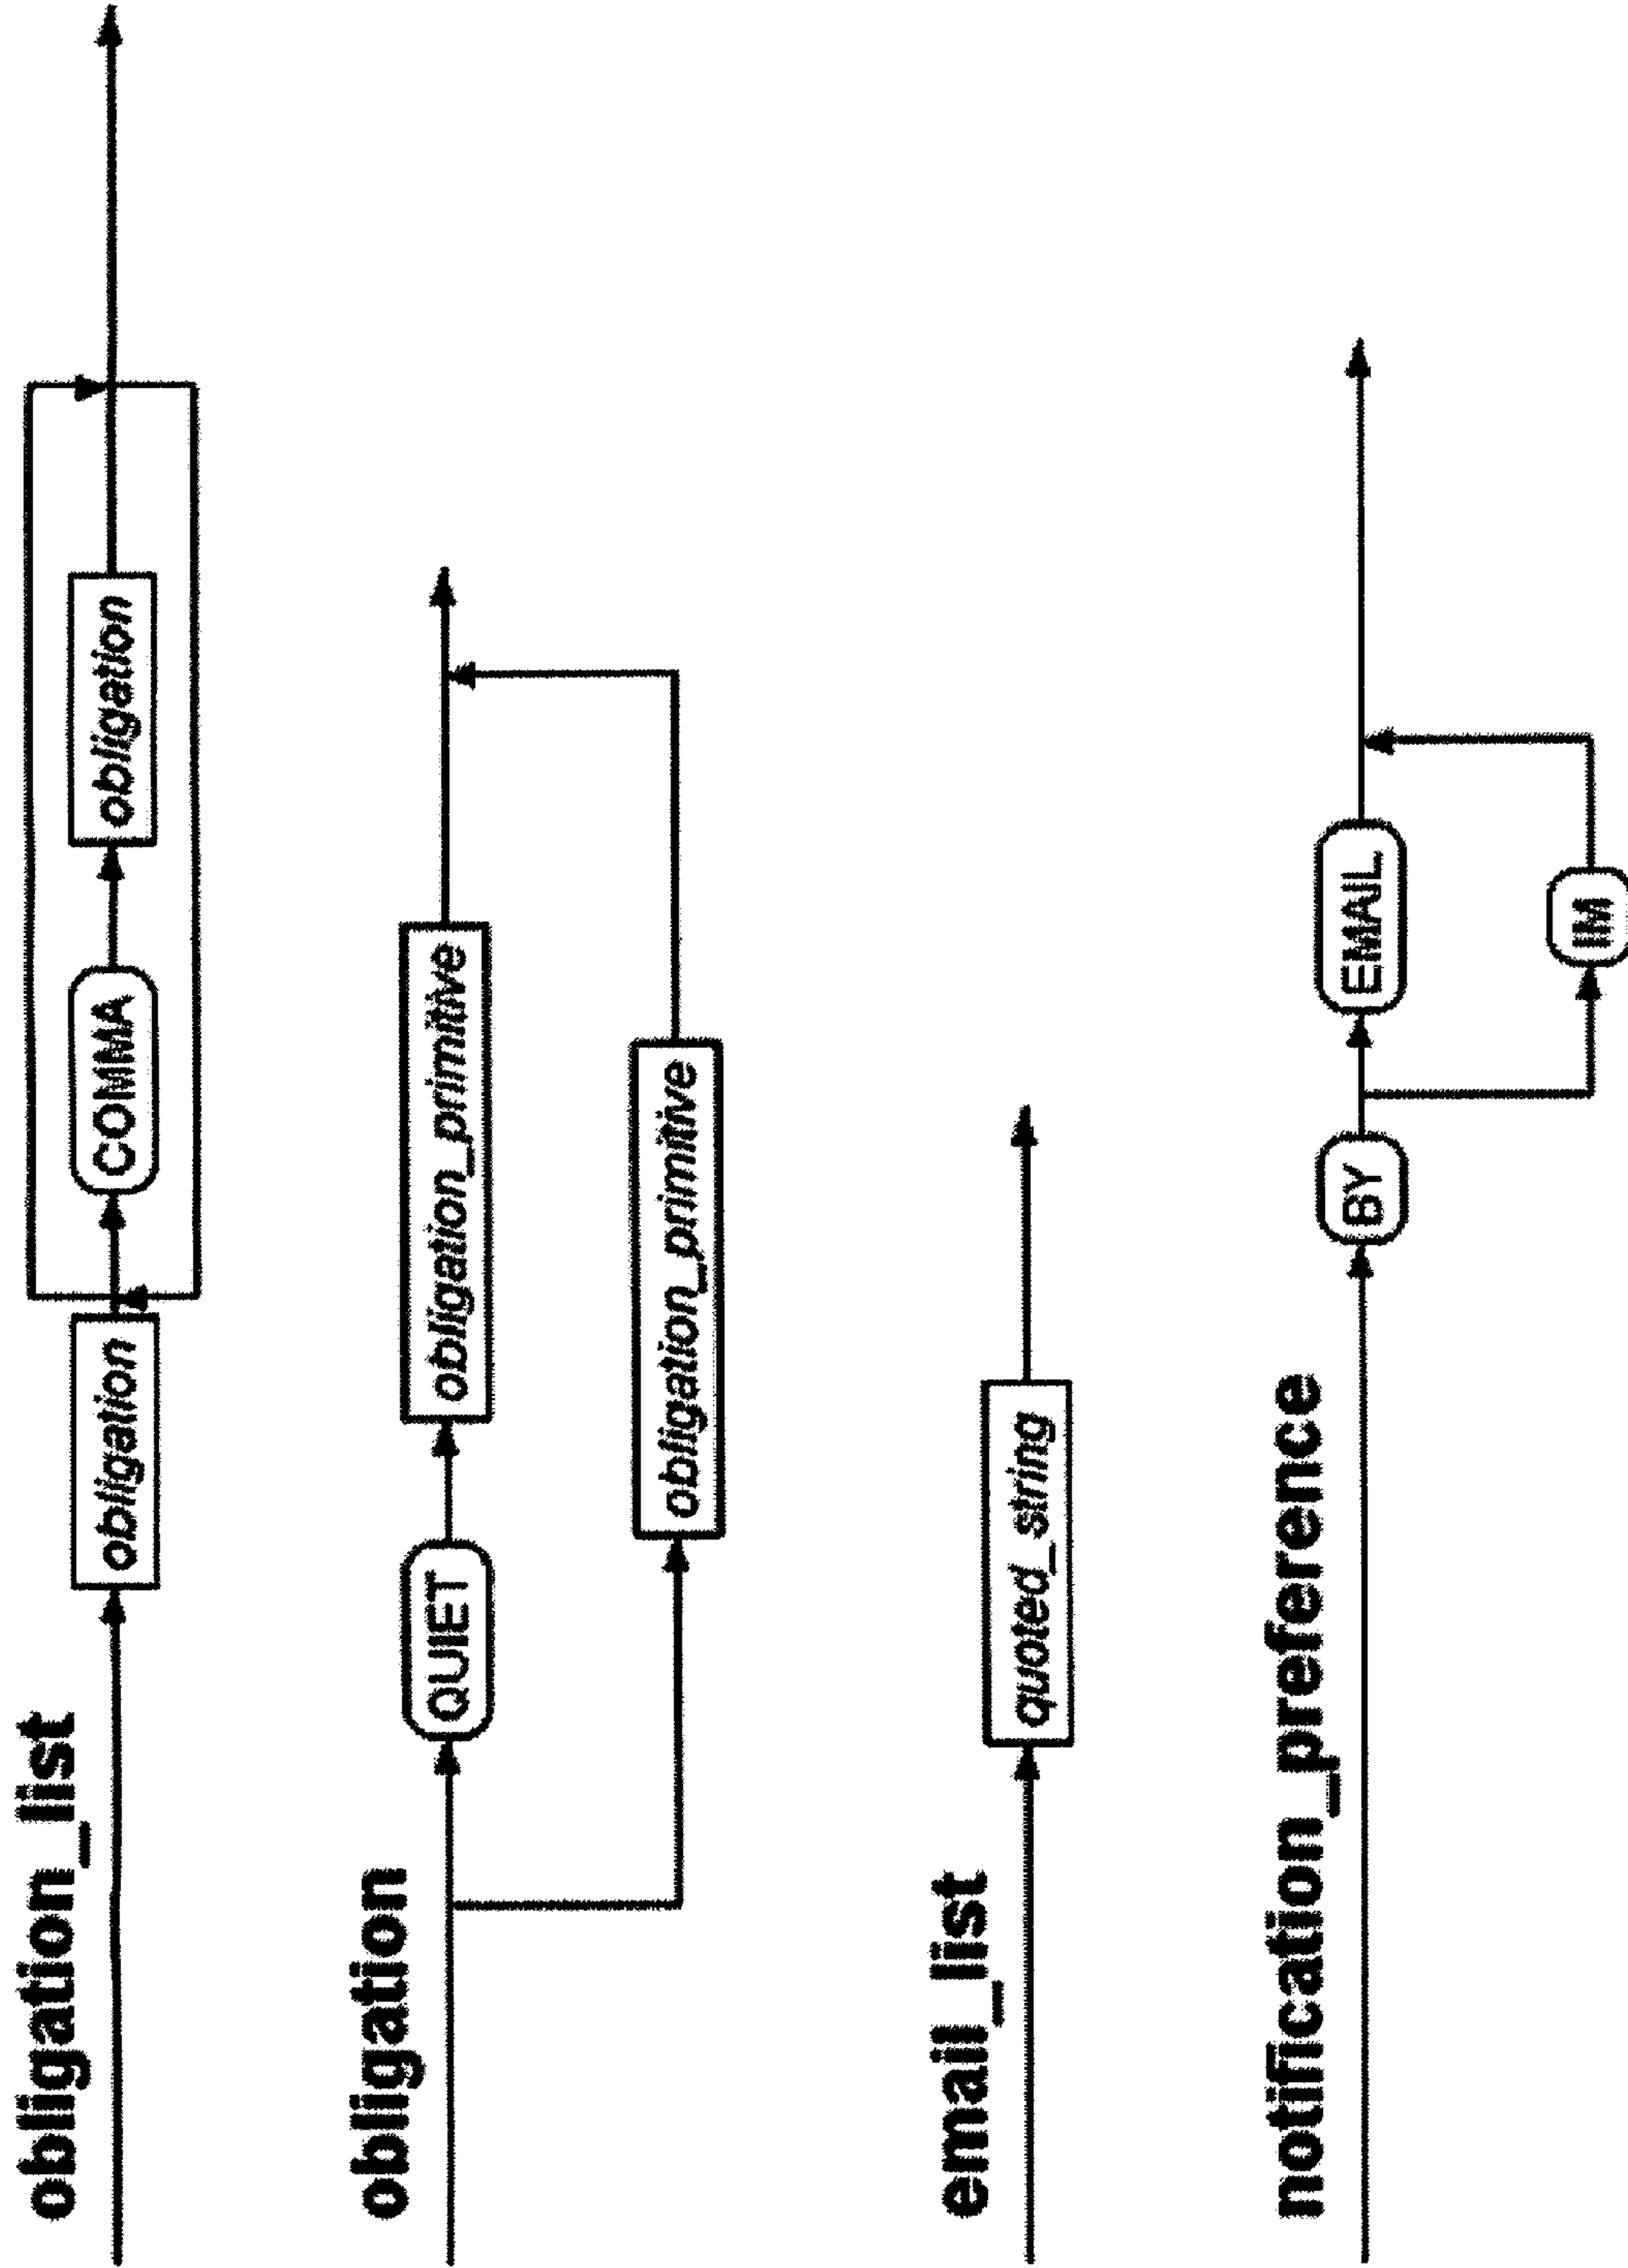 obligation_list
obligation COMMA obligation
obligation
QUIET obligation_primitive
obligation_primitive
email_list
quoted_string
notification_preference
BY EMAIL
IM